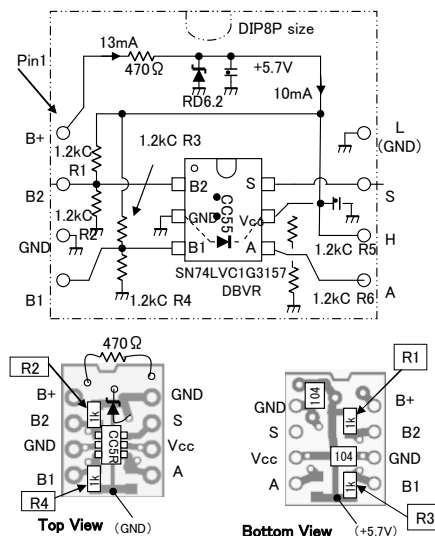 DIP8P size
13mA
470Ω
Pin1
+5.7V
RD6.2
10mA
B+
L
(GND)
1.2kC
R1
1.2kC R3
B2
B2
S
S
1.2kC
R2
GND
GND
Vcc
H
1.2kC R5
B1
A
B1
SN74LVC1G3157
DBVR
1.2kC R4
1.2kC R6
A
470Ω
R2
R1
B+
GND
104
B+
GND
B2
1k
S
S
1k
B2
GND
CC5R
Vcc
Vcc
104
GND
B1
1k
A
A
1k
B1
R4
R3
Top View
(GND)
Bottom View
(+5.7V)